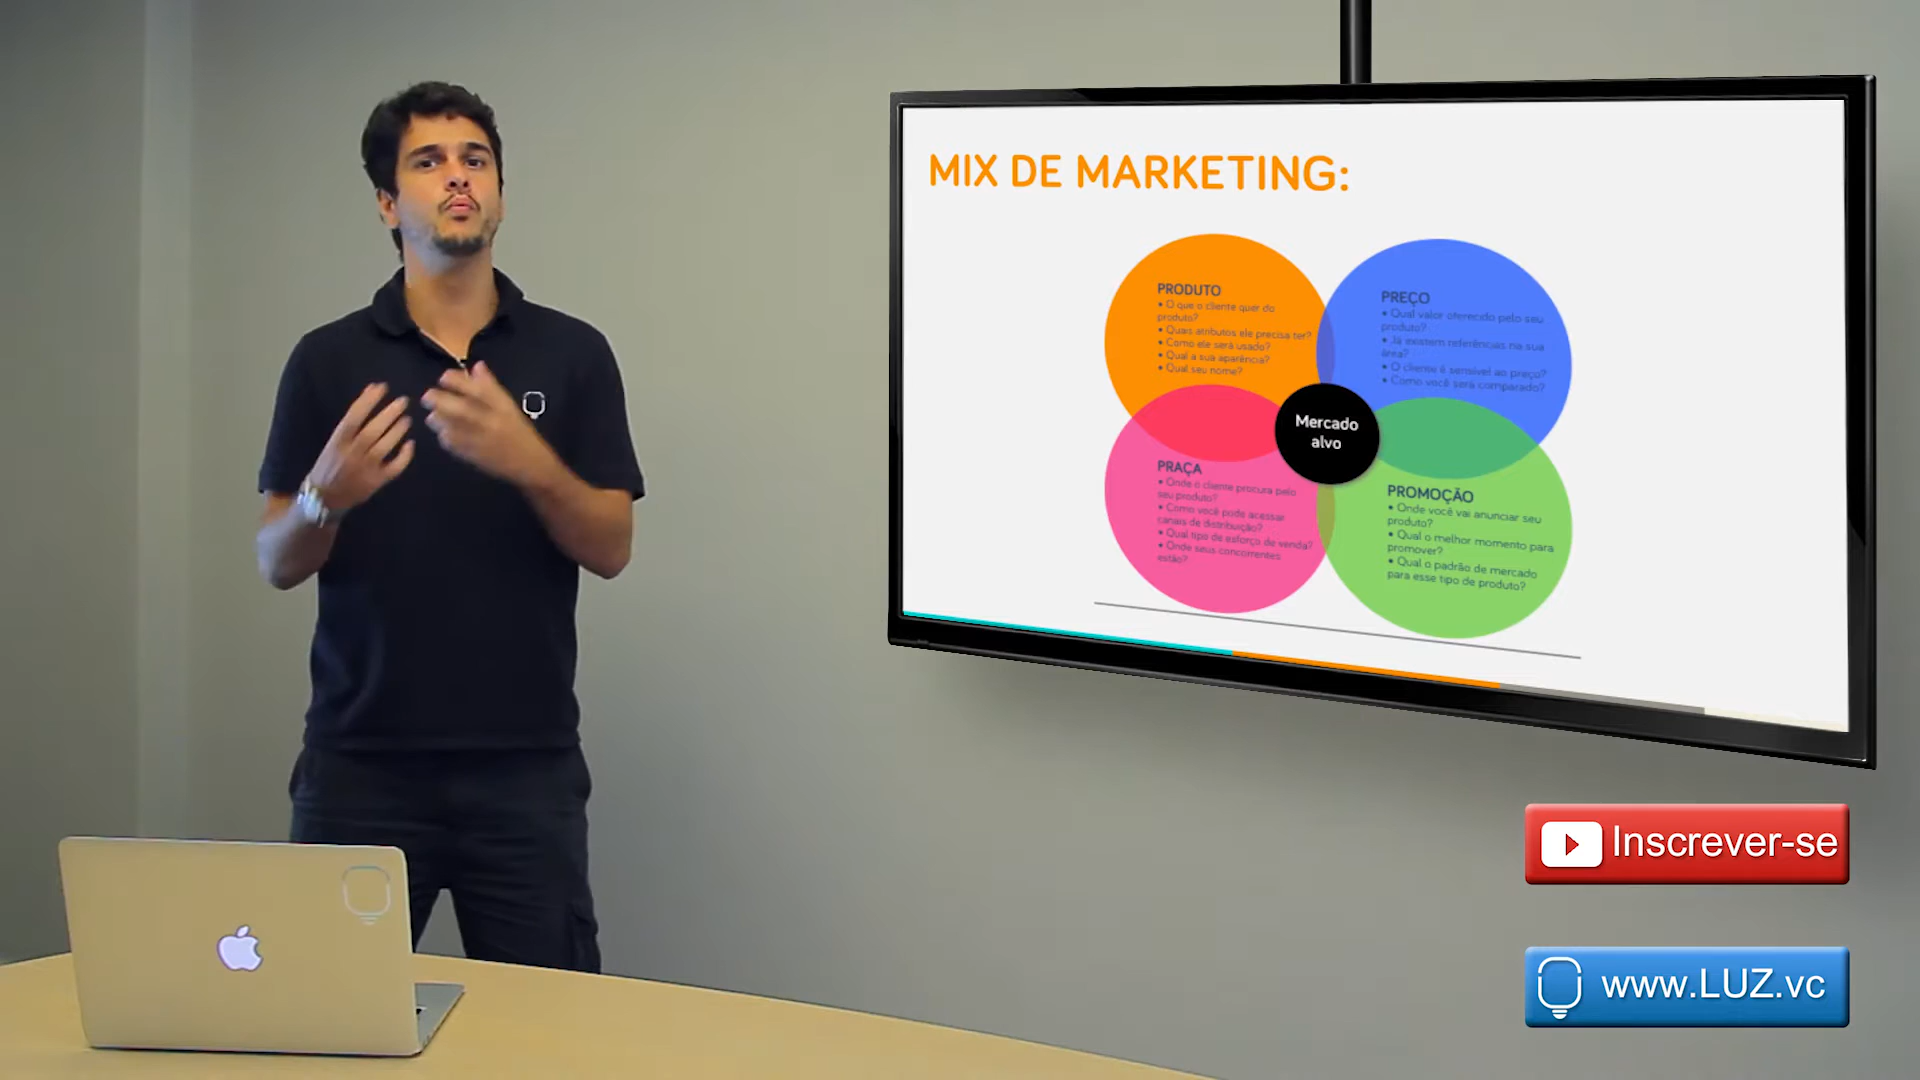 MIX DE MARKETING:
PRODUTO
• O que o cliente quer do
produto?
• Quais atributos ele precisa ter?
• Como ele será usado?
• Qual a sua aparência?
• Qual seu nome?
PREÇO
• Qual valor oferecido pelo seu
produto?
• Já existem referências na sua
área?
• O cliente é sensível ao preço?
• Como você será comparado?
Mercado
alvo
PRAÇA
• Onde o cliente procura pelo
seu produto?
• Como você pode acessar
canais de distribuição?
• Qual tipo de esforço de venda?
• Onde seus concorrentes
estão?
PROMOÇÃO
• Onde você vai anunciar seu
produto?
• Qual o melhor momento para
promover?
• Qual o padrão de mercado
para esse tipo de produto?
Inscrever-se
www.LUZ.vc